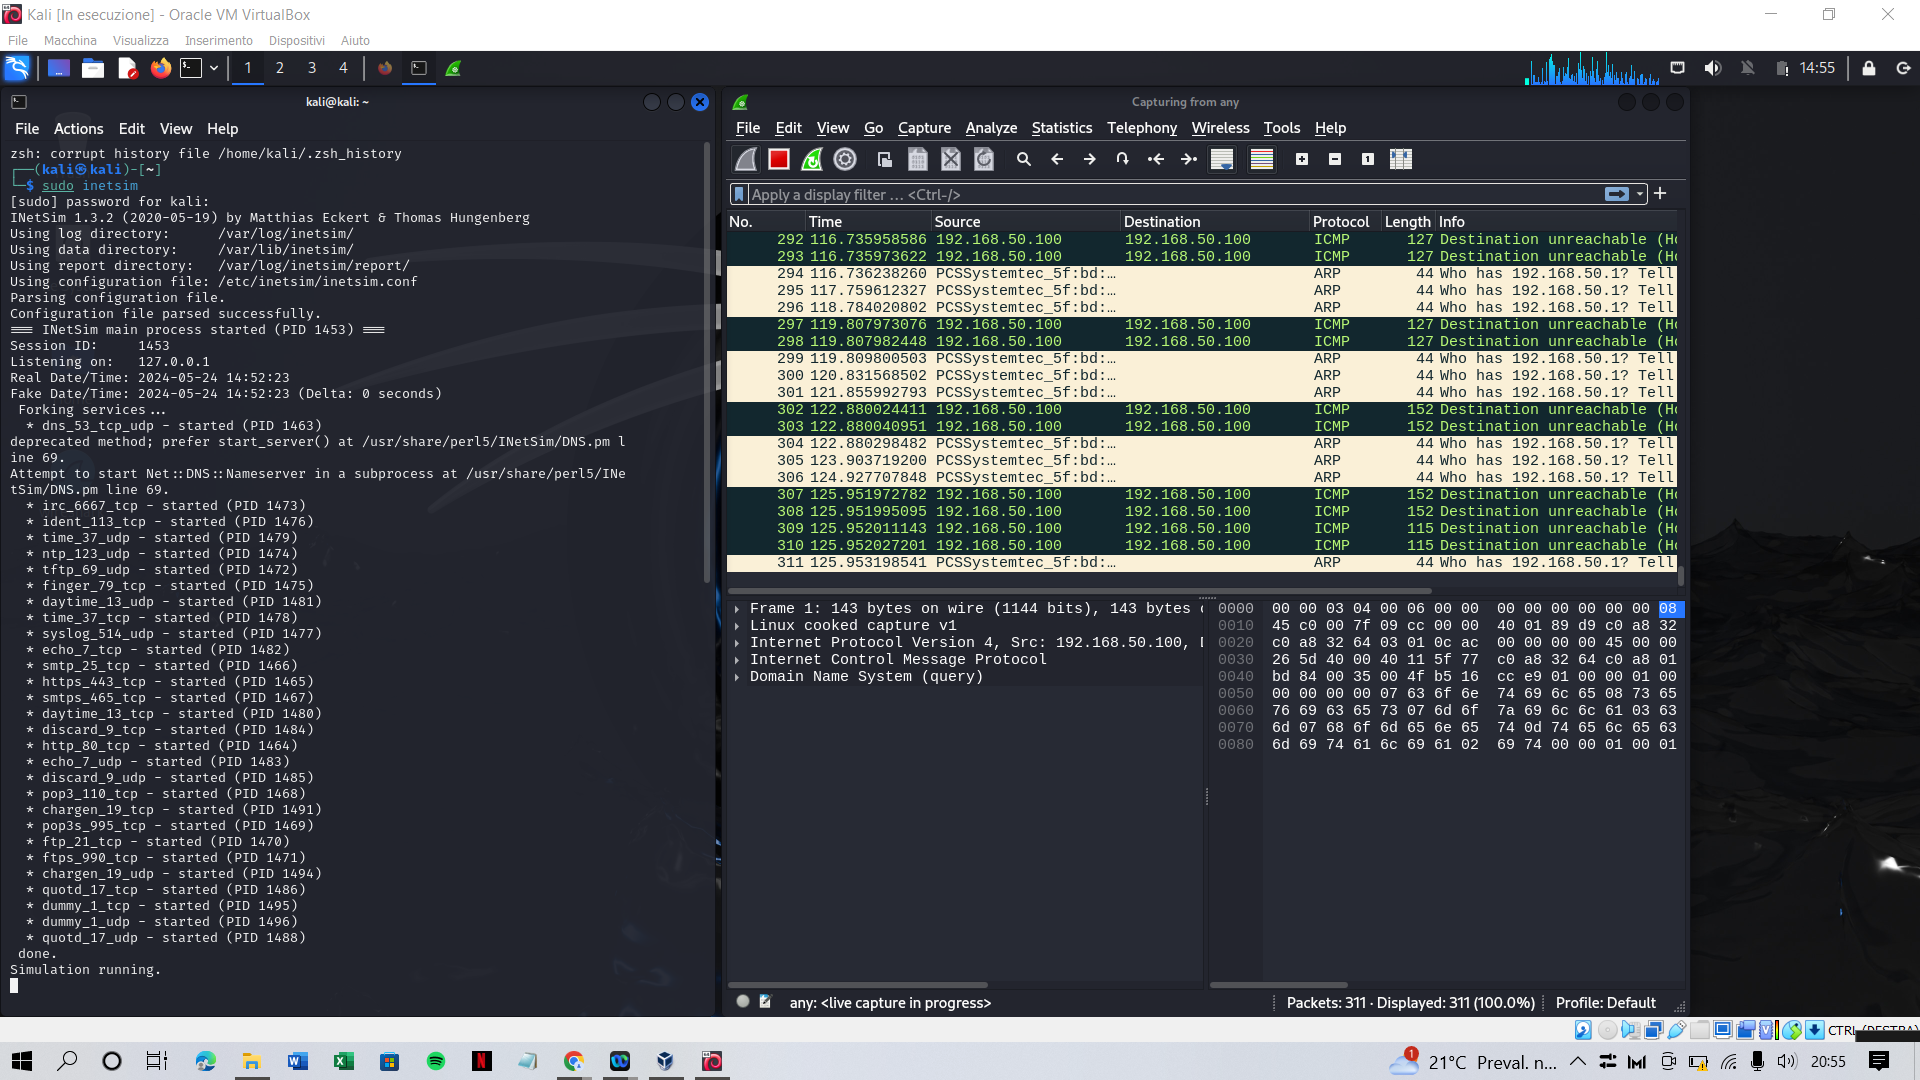 Kali [In esecuzione] - Oracle VM VirtualBox
File Macchina Visualizza Inserimento Dispositivi Aiuto
1 2 3 4
14:55
kali@kali: ~
File Actions Edit View Help
zsh: corrupt history file /home/kali/.zsh_history
┌──(kali㉿kali)-[~]
└─$ sudo inetsim
[sudo] password for kali:
INetSim 1.3.2 (2020-05-19) by Matthias Eckert & Thomas Hungenberg
Using log directory: /var/log/inetsim/
Using data directory: /var/lib/inetsim/
Using report directory: /var/log/inetsim/report/
Using configuration file: /etc/inetsim/inetsim.conf
Parsing configuration file.
Configuration file parsed successfully.
=== INetSim main process started (PID 1453) ===
Session ID: 1453
Listening on: 127.0.0.1
Real Date/Time: 2024-05-24 14:52:23
Fake Date/Time: 2024-05-24 14:52:23 (Delta: 0 seconds)
Forking services...
* dns_53_tcp_udp - started (PID 1463)
deprecated method; prefer start_server() at /usr/share/perl5/INetSim/DNS.pm l
ine 69.
Attempt to start Net::DNS::Nameserver in a subprocess at /usr/share/perl5/INe
tSim/DNS.pm line 69.
* irc_6667_tcp - started (PID 1473)
* ident_113_tcp - started (PID 1476)
* time_37_udp - started (PID 1479)
* ntp_123_udp - started (PID 1474)
* tftp_69_udp - started (PID 1472)
* finger_79_tcp - started (PID 1475)
* daytime_13_udp - started (PID 1481)
* time_37_tcp - started (PID 1478)
* syslog_514_udp - started (PID 1477)
* echo_7_tcp - started (PID 1482)
* smtp_25_tcp - started (PID 1466)
* https_443_tcp - started (PID 1465)
* smtps_465_tcp - started (PID 1467)
* daytime_13_tcp - started (PID 1480)
* discard_9_tcp - started (PID 1484)
* http_80_tcp - started (PID 1464)
* echo_7_udp - started (PID 1483)
* discard_9_udp - started (PID 1485)
* pop3_110_tcp - started (PID 1468)
* chargen_19_tcp - started (PID 1491)
* pop3s_995_tcp - started (PID 1469)
* ftp_21_tcp - started (PID 1470)
* ftps_990_tcp - started (PID 1471)
* chargen_19_udp - started (PID 1494)
* quotd_17_tcp - started (PID 1486)
* dummy_1_tcp - started (PID 1495)
* dummy_1_udp - started (PID 1496)
* quotd_17_udp - started (PID 1488)
done.
Simulation running.
Capturing from any
File Edit View Go Capture Analyze Statistics Telephony Wireless Tools Help
Apply a display filter ... <Ctrl-/>
No. Time Source Destination Protocol Length Info
292 116.735958586 192.168.50.100 192.168.50.100 ICMP 127 Destination unreachable (Ho
293 116.735973622 192.168.50.100 192.168.50.100 ICMP 127 Destination unreachable (Ho
294 116.736238260 PCSSystemtec_5f:bd:… ARP 44 Who has 192.168.50.1? Tell
295 117.759612327 PCSSystemtec_5f:bd:… ARP 44 Who has 192.168.50.1? Tell
296 118.784020802 PCSSystemtec_5f:bd:… ARP 44 Who has 192.168.50.1? Tell
297 119.807973076 192.168.50.100 192.168.50.100 ICMP 127 Destination unreachable (Ho
298 119.807982448 192.168.50.100 192.168.50.100 ICMP 127 Destination unreachable (Ho
299 119.809800503 PCSSystemtec_5f:bd:… ARP 44 Who has 192.168.50.1? Tell
300 120.831568502 PCSSystemtec_5f:bd:… ARP 44 Who has 192.168.50.1? Tell
301 121.855992793 PCSSystemtec_5f:bd:… ARP 44 Who has 192.168.50.1? Tell
302 122.880024411 192.168.50.100 192.168.50.100 ICMP 152 Destination unreachable (Ho
303 122.880040951 192.168.50.100 192.168.50.100 ICMP 152 Destination unreachable (Ho
304 122.880298482 PCSSystemtec_5f:bd:… ARP 44 Who has 192.168.50.1? Tell
305 123.903719200 PCSSystemtec_5f:bd:… ARP 44 Who has 192.168.50.1? Tell
306 124.927707848 PCSSystemtec_5f:bd:… ARP 44 Who has 192.168.50.1? Tell
307 125.951972782 192.168.50.100 192.168.50.100 ICMP 152 Destination unreachable (Ho
308 125.951995095 192.168.50.100 192.168.50.100 ICMP 152 Destination unreachable (Ho
309 125.952011143 192.168.50.100 192.168.50.100 ICMP 115 Destination unreachable (Ho
310 125.952027201 192.168.50.100 192.168.50.100 ICMP 115 Destination unreachable (Ho
311 125.953198541 PCSSystemtec_5f:bd:… ARP 44 Who has 192.168.50.1? Tell
Frame 1: 143 bytes on wire (1144 bits), 143 bytes
Linux cooked capture v1
Internet Protocol Version 4, Src: 192.168.50.100,
Internet Control Message Protocol
Domain Name System (query)
0000 00 00 03 04 00 06 00 00 00 00 00 00 00 00 08
0010 45 c0 00 7f 09 cc 00 00 40 01 89 d9 c0 a8 32
0020 c0 a8 32 64 03 01 0c ac 00 00 00 00 45 00 00
0030 26 5d 40 00 40 11 5f 77 c0 a8 32 64 c0 a8 01
0040 bd 84 00 35 00 4f b5 16 cc e9 01 00 00 01 00
0050 00 00 00 00 07 63 6f 6e 74 69 6c 65 08 73 65
0060 76 69 63 65 73 07 6d 6f 7a 69 6c 6c 61 03 63
0070 6d 07 68 6f 6d 65 6e 65 74 0d 74 65 6c 65 63
0080 6d 69 74 61 6c 69 61 02 69 74 00 00 01 00 01
any: <live capture in progress>
Packets: 311 · Displayed: 311 (100.0%)
Profile: Default
CTRL (DESTRA)
1
21°C Preval. n...
20:55